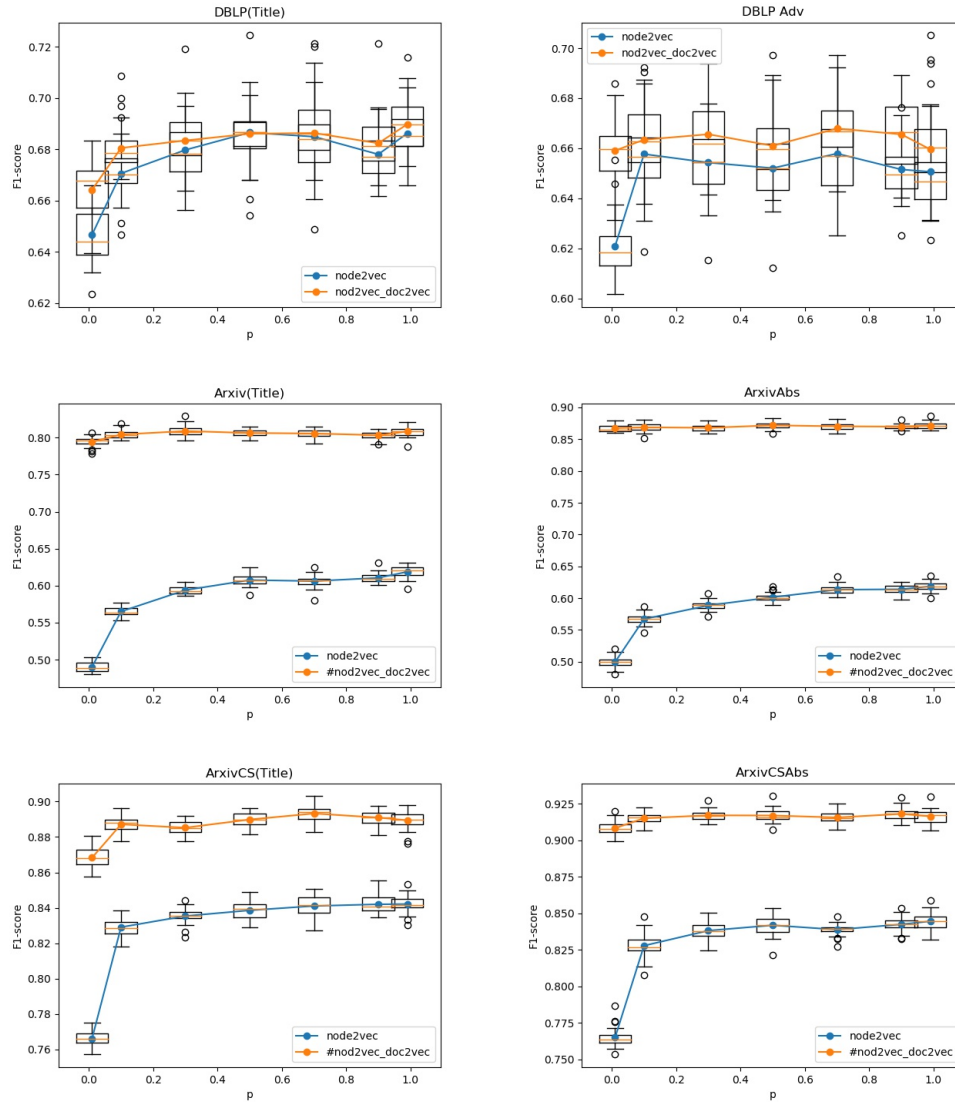 DBLP(Title)
0.72
0.70
0.68
0.66
0.64
0.62
F1-score
node2vec
nod2vec_doc2vec
0.0 0.2 0.4 0.6 0.8 1.0
p
DBLP Adv
node2vec
nod2vec_doc2vec
0.70
0.68
0.66
0.64
0.62
0.60
F1-score
0.0 0.2 0.4 0.6 0.8 1.0
p
Arxiv(Title)
0.80
0.75
0.70
0.65
0.60
0.55
0.50
F1-score
node2vec
#nod2vec_doc2vec
0.0 0.2 0.4 0.6 0.8 1.0
p
ArxivAbs
0.90
0.85
0.80
0.75
0.70
0.65
0.60
0.55
0.50
F1-score
node2vec
#nod2vec_doc2vec
0.0 0.2 0.4 0.6 0.8 1.0
p
ArxivCS(Title)
0.90
0.88
0.86
0.84
0.82
0.80
0.78
0.76
F1-score
node2vec
#nod2vec_doc2vec
0.0 0.2 0.4 0.6 0.8 1.0
p
ArxivCSAbs
0.925
0.900
0.875
0.850
0.825
0.800
0.775
0.750
F1-score
node2vec
#nod2vec_doc2vec
0.0 0.2 0.4 0.6 0.8 1.0
p